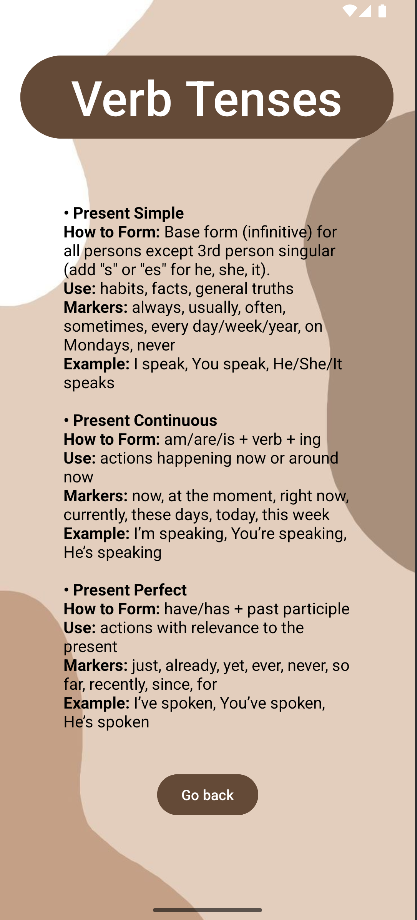 Verb Tenses
• Present Simple
How to Form: Base form (infinitive) for
all persons except 3rd person singular
(add "s" or "es" for he, she, it).
Use: habits, facts, general truths
Markers: always, usually, often,
sometimes, every day/week/year, on
Mondays, never
Example: I speak, You speak, He/She/It
speaks
• Present Continuous
How to Form: am/are/is + verb + ing
Use: actions happening now or around
now
Markers: now, at the moment, right now,
currently, these days, today, this week
Example: I’m speaking, You’re speaking,
He’s speaking
• Present Perfect
How to Form: have/has + past participle
Use: actions with relevance to the
present
Markers: just, already, yet, ever, never, so
far, recently, since, for
Example: I’ve spoken, You’ve spoken,
He’s spoken
Go back